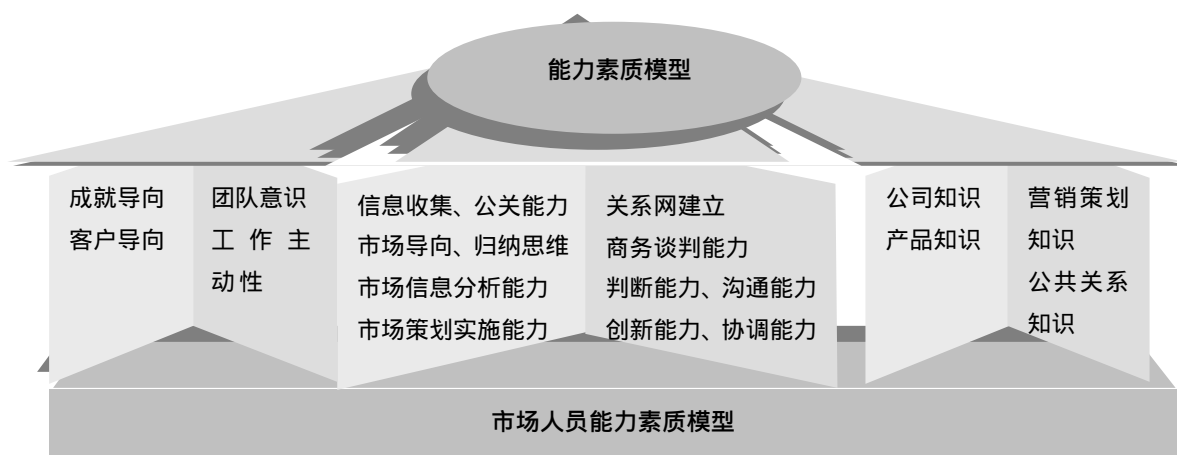 能力素质模型
成就导向
客户导向
团队意识
工作主
动性
信息收集、公关能力
市场导向、归纳思维
市场信息分析能力
市场策划实施能力
关系网建立
商务谈判能力
判断能力、沟通能力
创新能力、协调能力
公司知识
产品知识
营销策划
知识
公共关系
知识
市场人员能力素质模型